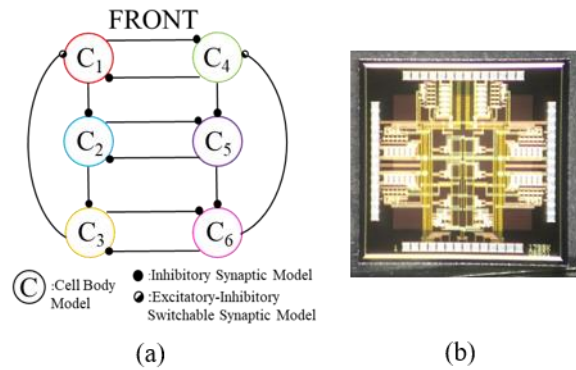 FRONT
C1 C4
C2 C5
C3 C6
C :Cell Body Model
:Inhibitory Synaptic Model
:Excitatory-Inhibitory
Switchable Synaptic Model
(a) (b)